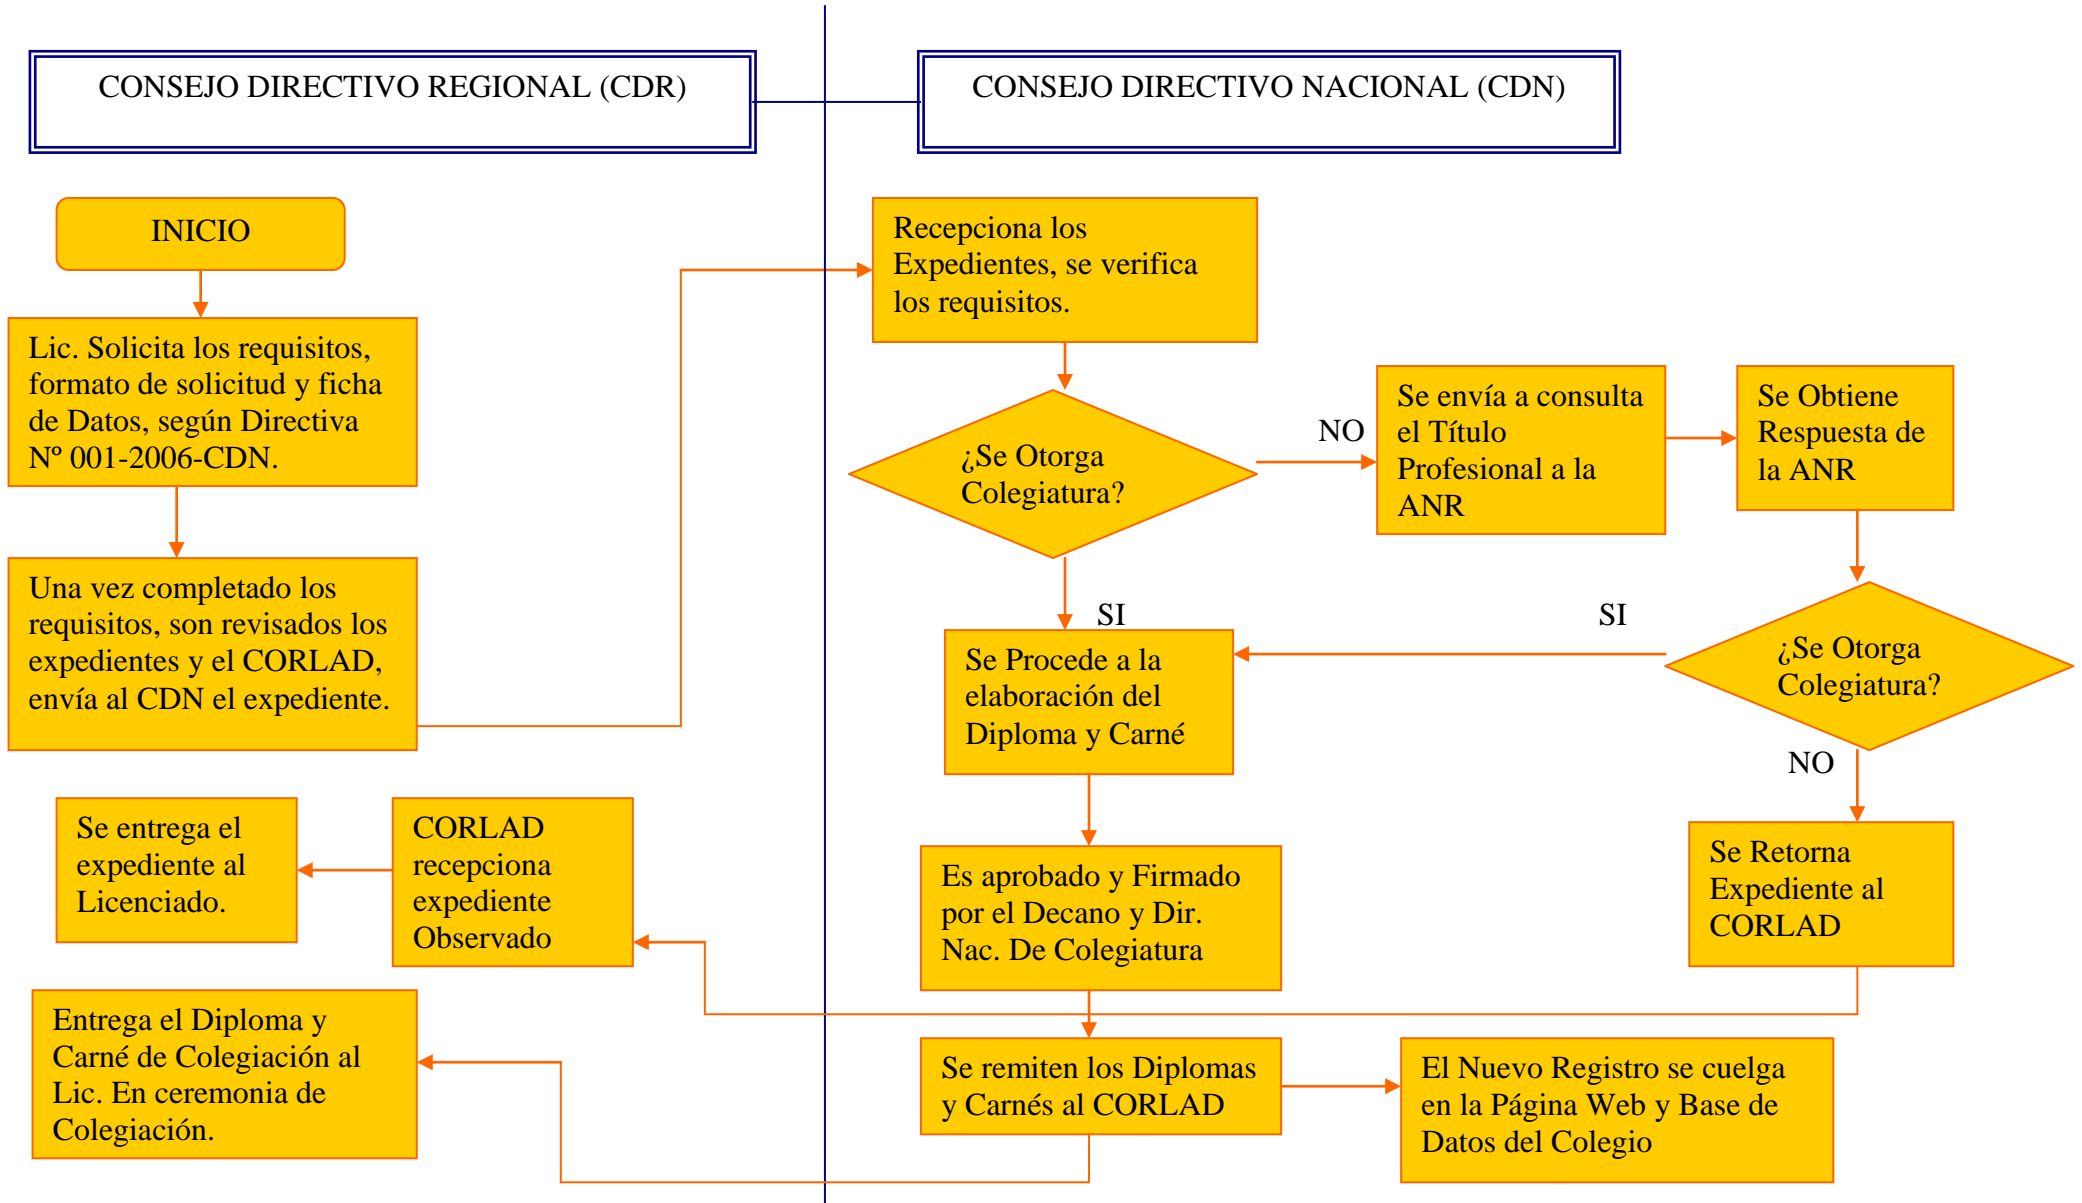 CONSEJO DIRECTIVO REGIONAL (CDR)
CONSEJO DIRECTIVO NACIONAL (CDN)
INICIO
Lic. Solicita los requisitos,
formato de solicitud y ficha
de Datos, según Directiva
Nº 001-2006-CDN.
Una vez completado los
requisitos, son revisados los
expedientes y el CORLAD,
envía al CDN el expediente.
Recepciona los
Expedientes, se verifica
los requisitos.
¿Se Otorga
Colegiatura?
NO
Se envía a consulta
el Título
Profesional a la
ANR
Se Obtiene
Respuesta de
la ANR
SI
SI
¿Se Otorga
Colegiatura?
NO
Se Procede a la
elaboración del
Diploma y Carné
Se entrega el
expediente al
Licenciado.
CORLAD
recepciona
expediente
Observado
Es aprobado y Firmado
por el Decano y Dir.
Nac. De Colegiatura
Se Retorna
Expediente al
CORLAD
Entrega el Diploma y
Carné de Colegiación al
Lic. En ceremonia de
Colegiación.
Se remiten los Diplomas
y Carnés al CORLAD
El Nuevo Registro se cuelga
en la Página Web y Base de
Datos del Colegio